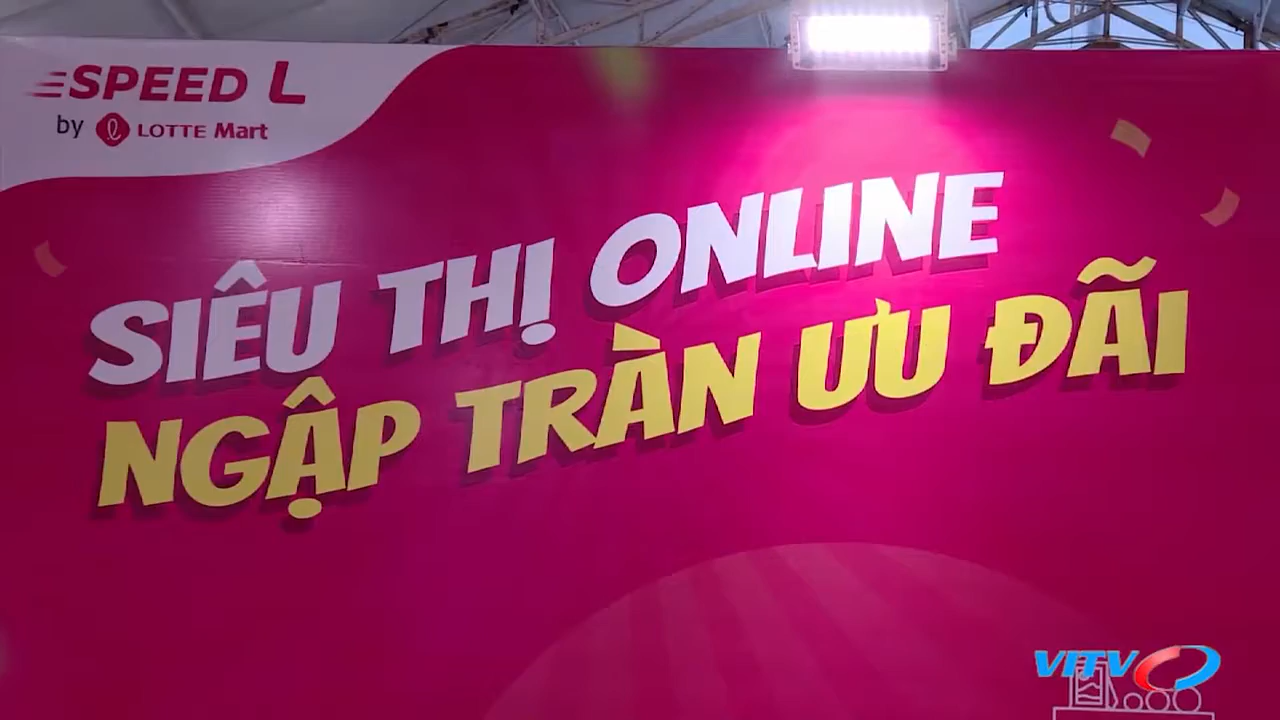 SPEED L
by LOTTE Mart
SIÊU THỊ ONLINE
NGẬP TRÀN ƯU ĐÃI
VITV